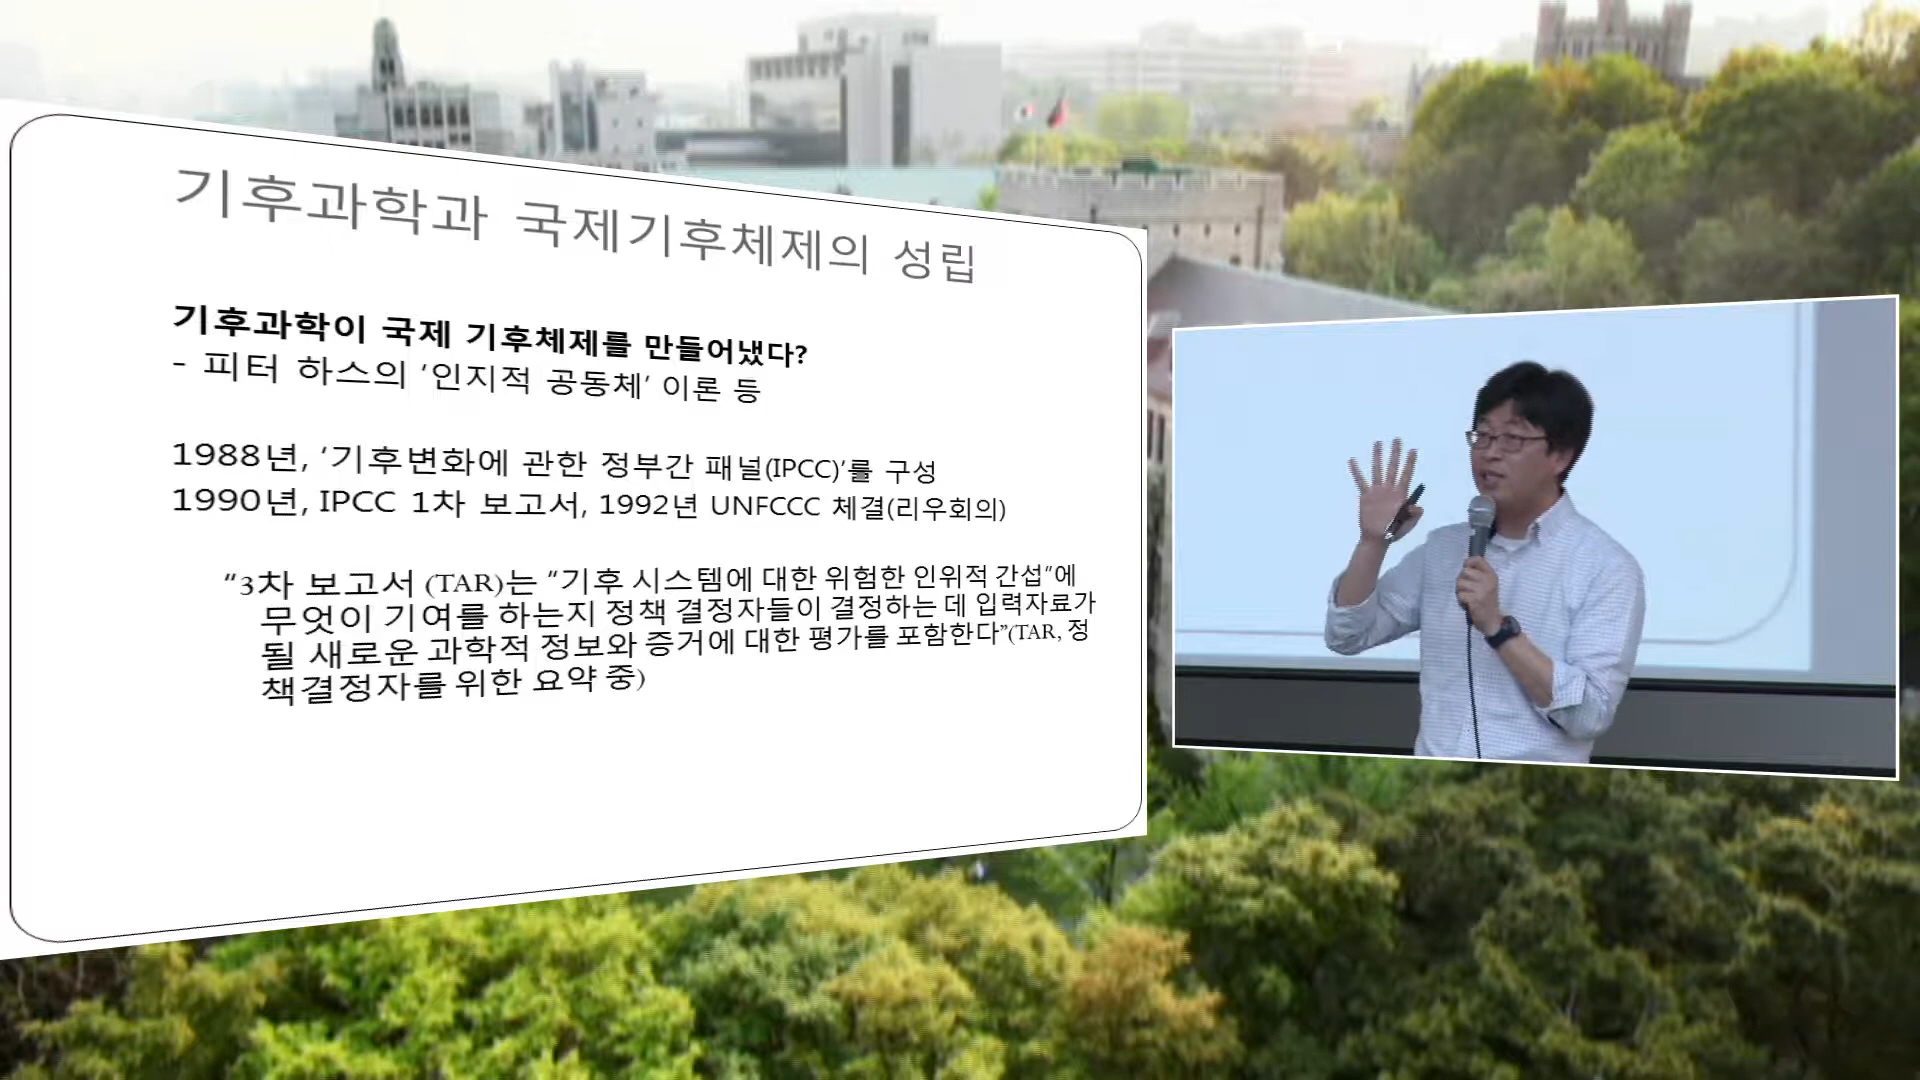 기후과학과 국제기후체제의 성립
기후과학이 국제 기후체제를 만들어냈다?
- 피터 하스의 ‘인지적 공동체’ 이론 등
1988년, ‘기후변화에 관한 정부간 패널(IPCC)’를 구성
1990년, IPCC 1차 보고서, 1992년 UNFCCC 체결(리우회의)
“3차 보고서 (TAR)는 “기후 시스템에 대한 위험한 인위적 간섭”에
무엇이 기여를 하는지 정책 결정자들이 결정하는 데 입력자료가
될 새로운 과학적 정보와 증거에 대한 평가를 포함한다”(TAR, 정
책결정자를 위한 요약 중)